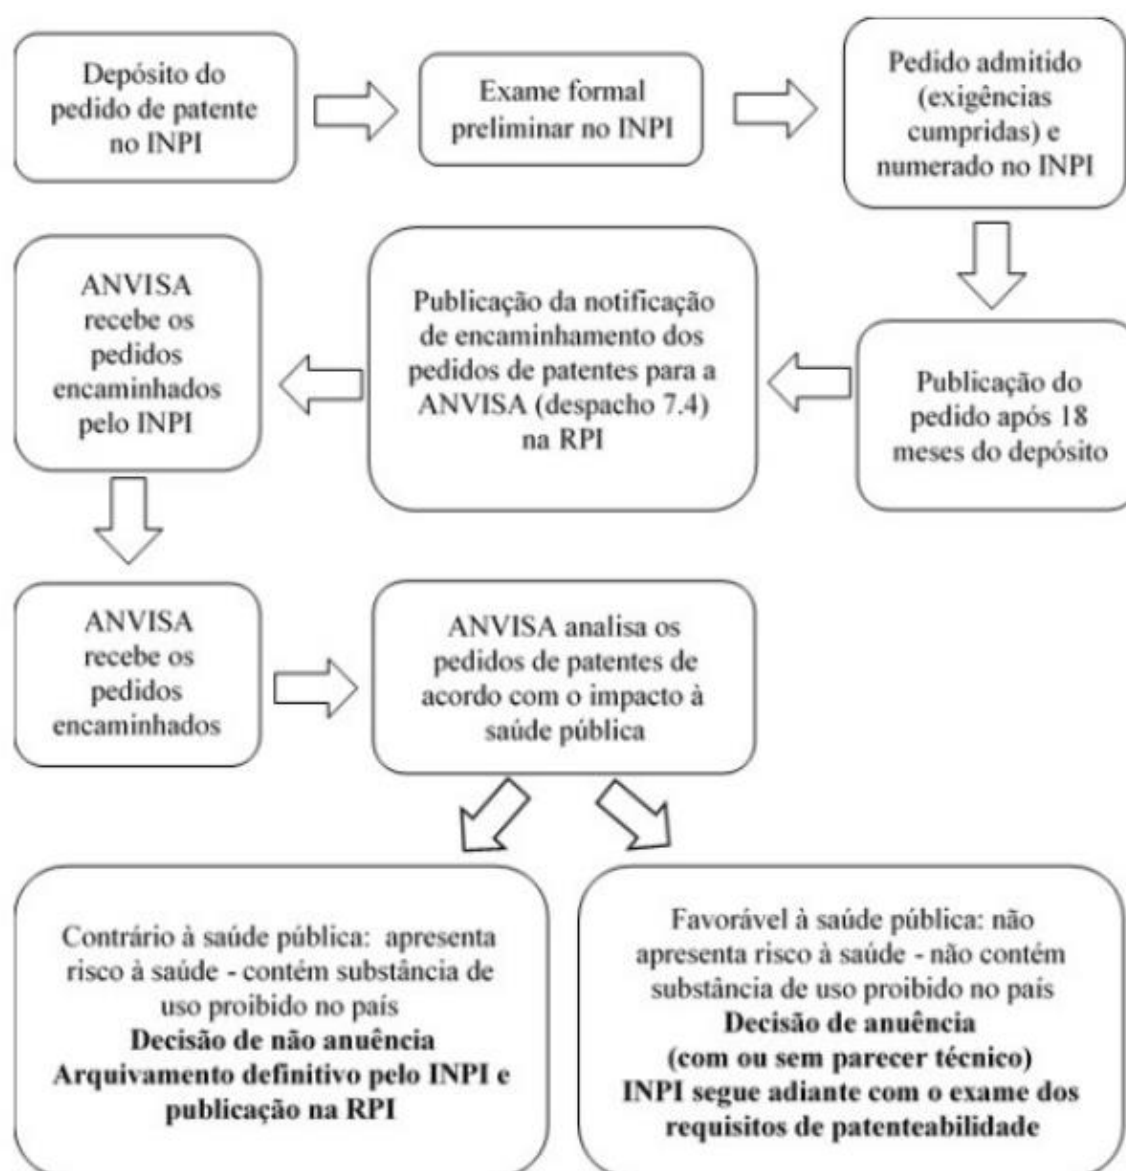 Depósito do
pedido de patente
no INPI
Exame formal
preliminar no INPI
Pedido admitido
(exigências
cumpridas) e
numerado no INPI
Publicação do
pedido após 18
meses do depósito
Publicação da notificação
de encaminhamento dos
pedidos de patentes para a
ANVISA (despacho 7.4)
na RPI
ANVISA
recebe os
pedidos
encaminhados
pelo INPI
ANVISA
recebe os
pedidos
encaminhados
ANVISA analisa os
pedidos de patentes de
acordo com o impacto à
saúde pública
Contrário à saúde pública: apresenta
risco à saúde - contém substância de
uso proibido no país
Decisão de não anuência
Arquivamento definitivo pelo INPI e
publicação na RPI
Favorável à saúde pública: não
apresenta risco à saúde - não contém
substância de uso proibido no país
Decisão de anuência
(com ou sem parecer técnico)
INPI segue adiante com o exame dos
requisitos de patenteabilidade